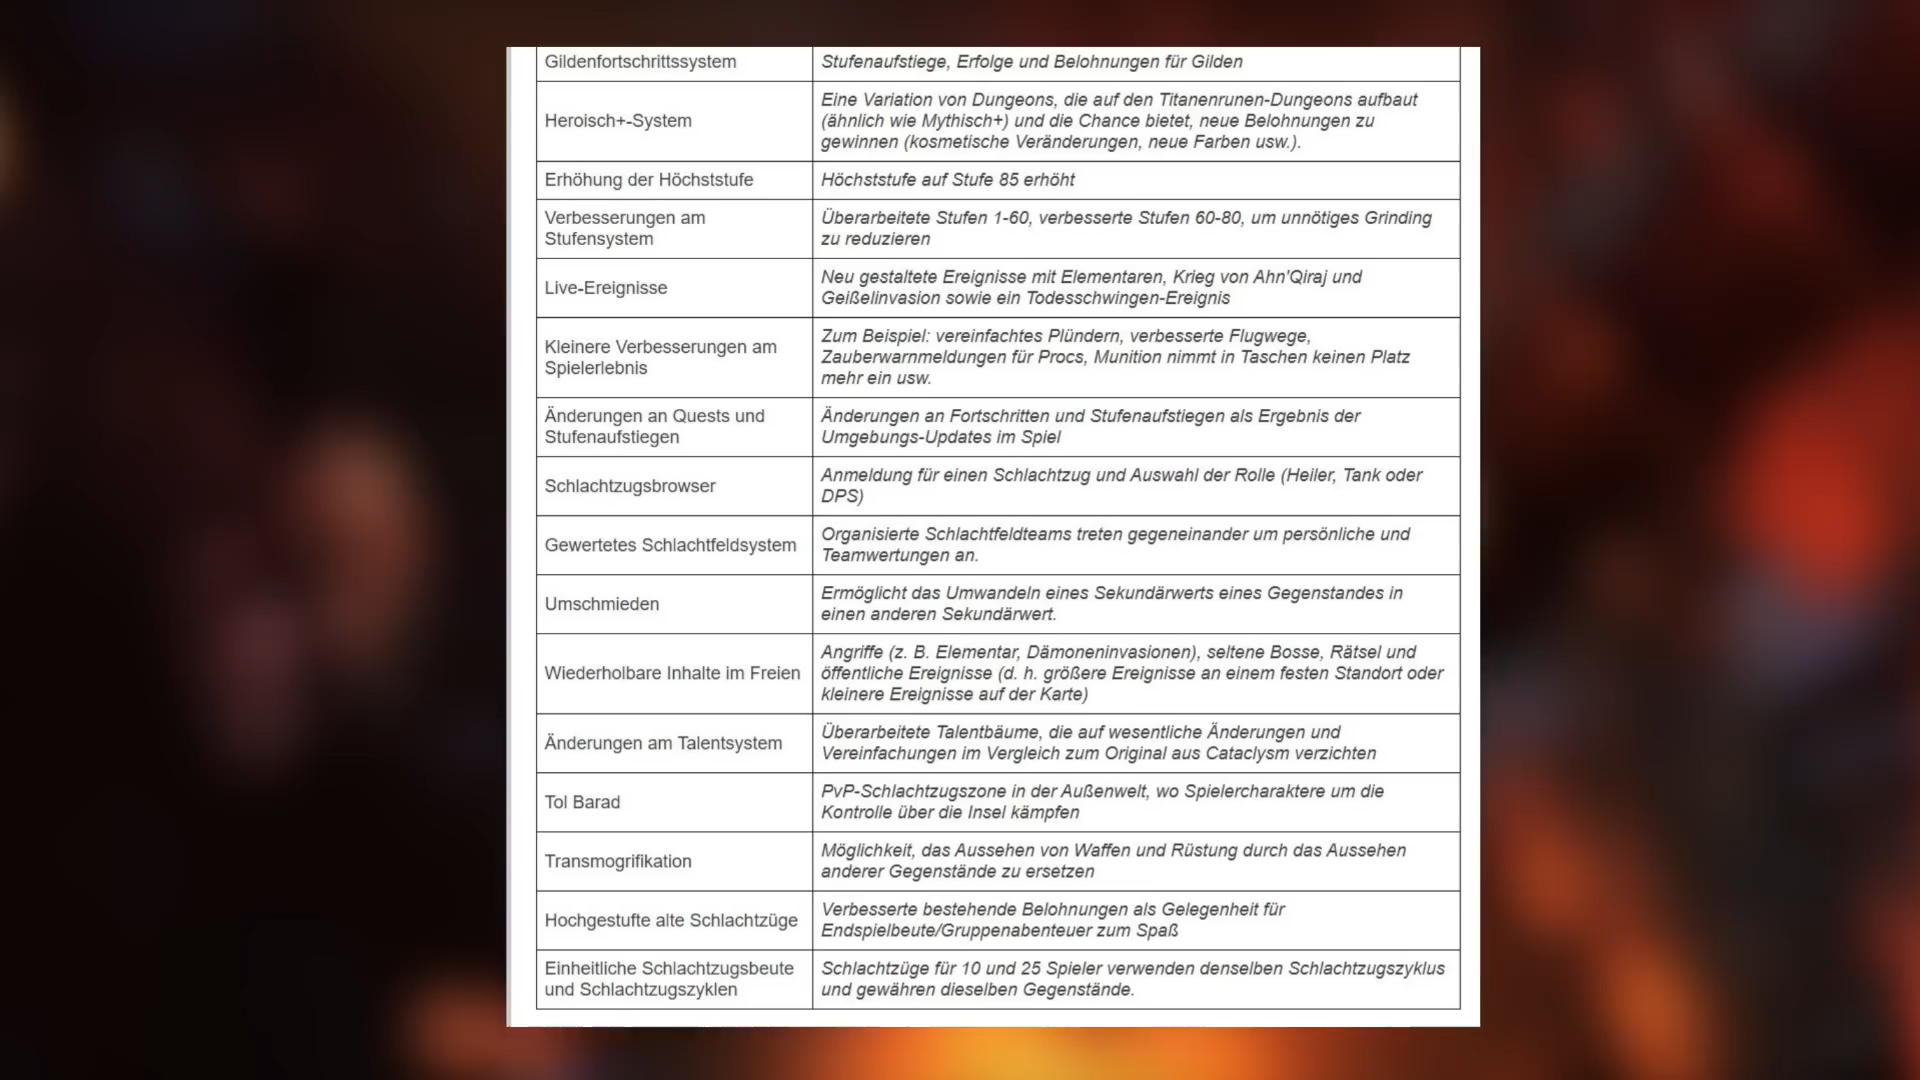 Gildenfortschrittssystem
Stufenaufstiege, Erfolge und Belohnungen für Gilden
Heroisch+-System
Eine Variation von Dungeons, die auf den Titanenrunen-Dungeons aufbaut
(ähnlich wie Mythisch+) und die Chance bietet, neue Belohnungen zu
gewinnen (kosmetische Veränderungen, neue Farben usw.).
Erhöhung der Höchststufe
Höchststufe auf Stufe 85 erhöht
Verbesserungen am
Stufensystem
Überarbeitete Stufen 1-60, verbesserte Stufen 60-80, um unnötiges Grinding
zu reduzieren
Live-Ereignisse
Neu gestaltete Ereignisse mit Elementaren, Krieg von Ahn'Qiraj und
Geißelinvasion sowie ein Todesschwingen-Ereignis
Kleinere Verbesserungen am
Spielerlebnis
Zum Beispiel: vereinfachtes Plündern, verbesserte Flugwege,
Zauberwarnmeldungen für Procs, Munition nimmt in Taschen keinen Platz
mehr ein usw.
Änderungen an Quests und
Stufenaufstiegen
Änderungen an Fortschritten und Stufenaufstiegen als Ergebnis der
Umgebungs-Updates im Spiel
Schlachtzugsbrowser
Anmeldung für einen Schlachtzug und Auswahl der Rolle (Heiler, Tank oder
DPS)
Gewertetes Schlachtfeldsystem
Organisierte Schlachtfeldteams treten gegeneinander um persönliche und
Teamwertungen an.
Umschmieden
Ermöglicht das Umwandeln eines Sekundärwerts eines Gegenstandes in
einen anderen Sekundärwert.
Wiederholbare Inhalte im Freien
Angriffe (z. B. Elementar, Dämoneninvasionen), seltene Bosse, Rätsel und
öffentliche Ereignisse (d. h. größere Ereignisse an einem festen Standort oder
kleinere Ereignisse auf der Karte)
Änderungen am Talentsystem
Überarbeitete Talentbäume, die auf wesentliche Änderungen und
Vereinfachungen im Vergleich zum Original aus Cataclysm verzichten
Tol Barad
PvP-Schlachtzugszone in der Außenwelt, wo Spielercharaktere um die
Kontrolle über die Insel kämpfen
Transmogrifikation
Möglichkeit, das Aussehen von Waffen und Rüstung durch das Aussehen
anderer Gegenstände zu ersetzen
Hochgestufte alte Schlachtzüge
Verbesserte bestehende Belohnungen als Gelegenheit für
Endspielbeute/Gruppenabenteuer zum Spaß
Einheitliche Schlachtzugsbeute
und Schlachtzugszyklen
Schlachtzüge für 10 und 25 Spieler verwenden denselben Schlachtzugszyklus
und gewähren dieselben Gegenstände.